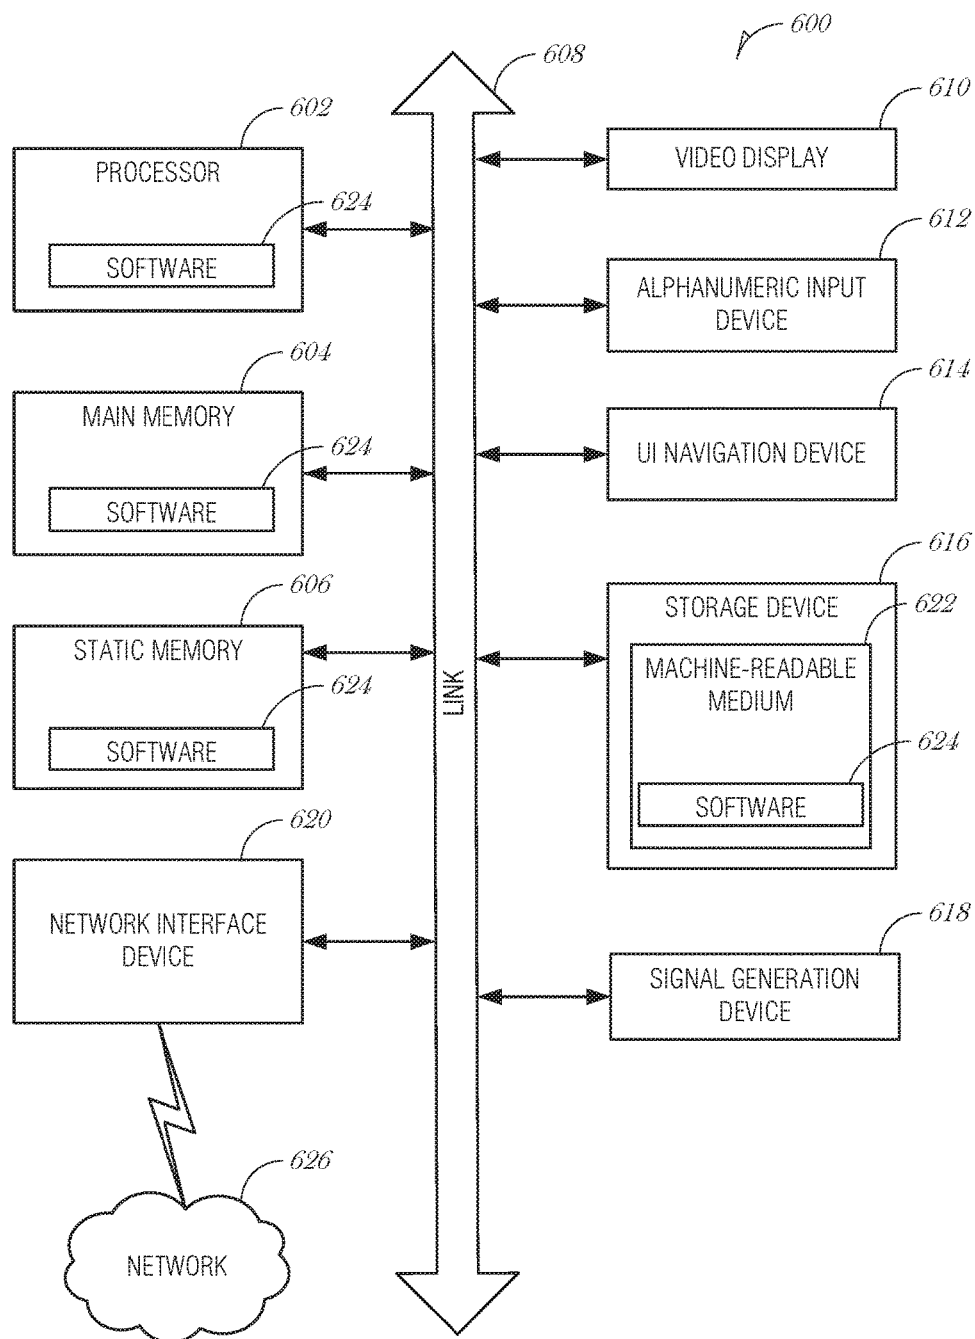 600
608
602
PROCESSOR
624
SOFTWARE
604
MAIN MEMORY
624
SOFTWARE
606
STATIC MEMORY
624
SOFTWARE
620
NETWORK INTERFACE
DEVICE
626
NETWORK
LINK
610
VIDEO DISPLAY
612
ALPHANUMERIC INPUT
DEVICE
614
UI NAVIGATION DEVICE
616
STORAGE DEVICE
622
MACHINE-READABLE
MEDIUM
624
SOFTWARE
618
SIGNAL GENERATION
DEVICE